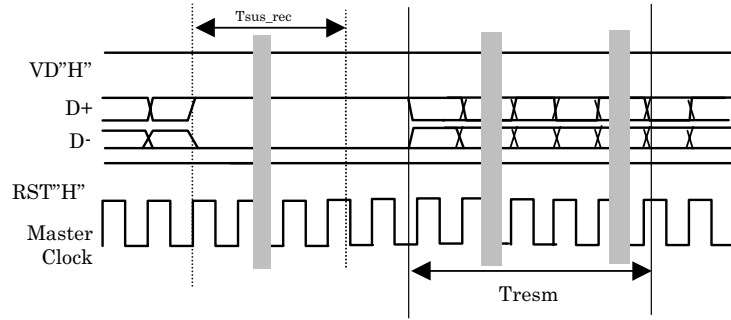 Tsus_rec
VD”H”
D+
D-
RST”H”
Master
Clock
Tresm